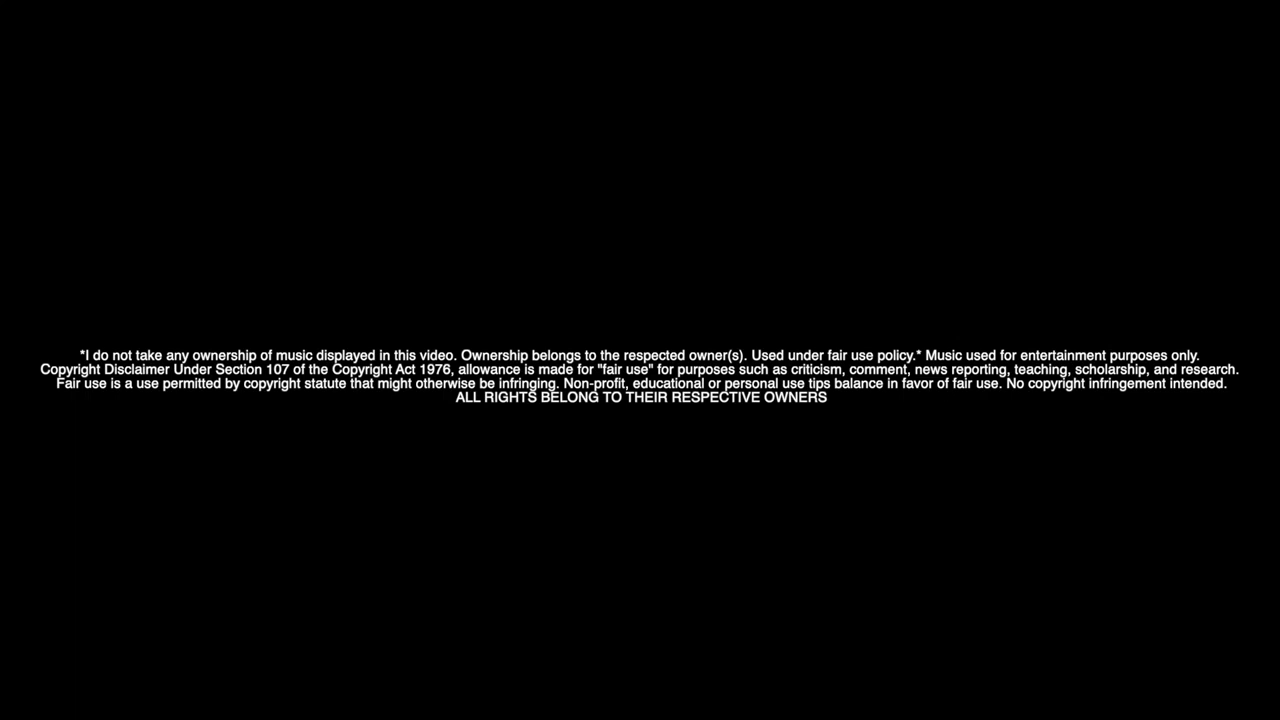 *I do not take any ownership of music displayed in this video. Ownership belongs to the respected owner(s). Used under fair use policy.* Music used for entertainment purposes only.
Copyright Disclaimer Under Section 107 of the Copyright Act 1976, allowance is made for "fair use" for purposes such as criticism, comment, news reporting, teaching, scholarship, and research.
Fair use is a use permitted by copyright statute that might otherwise be infringing. Non-profit, educational or personal use tips balance in favor of fair use. No copyright infringement intended.
ALL RIGHTS BELONG TO THEIR RESPECTIVE OWNERS